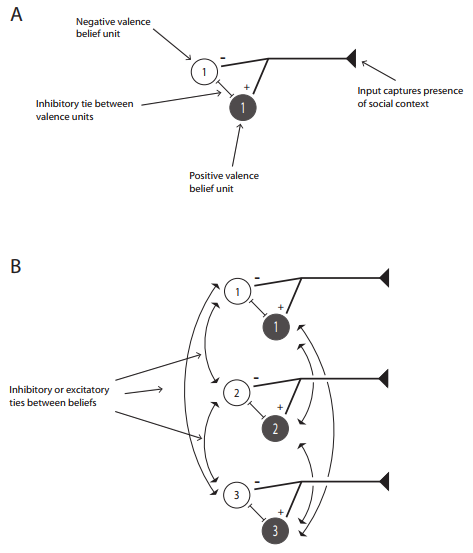 A
Negative valence
belief unit
-
1
+
1
Inhibitory tie between
valence units
Input captures presence
of social context
Positive valence
belief unit
B
-
1
+
1
Inhibitory or excitatory
ties between beliefs
-
2
+
2
-
3
+
3